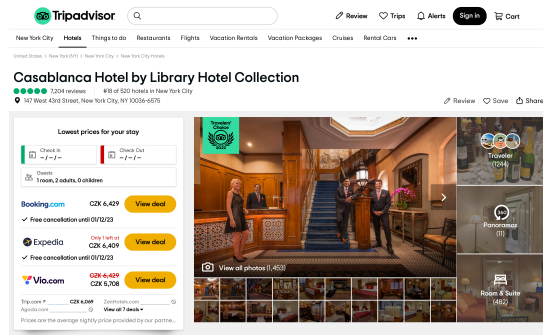 Tripadvisor
Review
Trips
Alerts
Sign in
Cart
New York City
Hotels
Things to do
Restaurants
Flights
Vacation Rentals
Vacation Packages
Cruises
Rental Cars
United States > New York (NY) > New York City > New York City Hotels
Casablanca Hotel by Library Hotel Collection
7,204 reviews
#18 of 520 hotels in New York City
147 West 43rd Street, New York City, NY 10036-6575
Review
Save
Share
Lowest prices for your stay
Check In
– / – / –
Check Out
– / – / –
Guests
1 room, 2 adults, 0 children
Booking.com
CZK 6,429
View deal
Free cancellation until 01/12/23
Expedia
Only 1 left at
CZK 6,409
View deal
Free cancellation until 01/12/23
Vio.com
CZK 6,429
CZK 5,708
View deal
Trip.com
CZK 6,069
ZenHotels.com
Agoda.com
View all 7 deals
Prices are the average nightly price provided by our partne...
Travelers'
Choice
View all photos (1,453)
Traveler
(1244)
360
Panoramas
(11)
Room & Suite
(482)